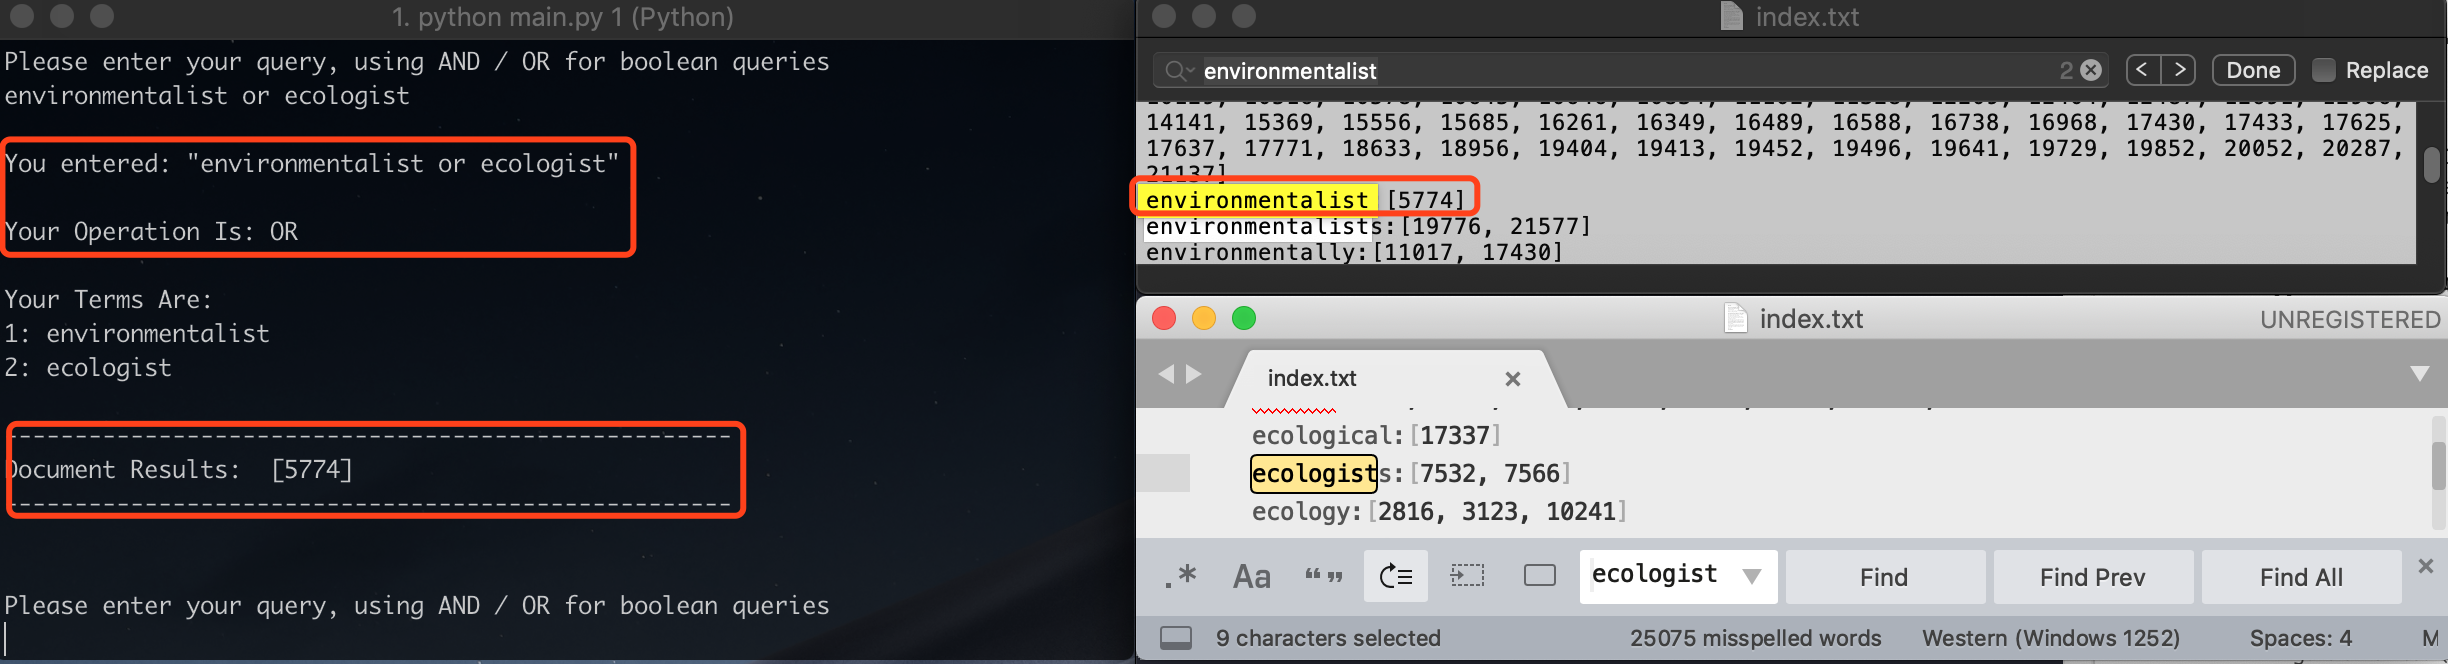 1. python main.py 1 (Python)
Please enter your query, using AND / OR for boolean queries
environmentalist or ecologist
You entered: "environmentalist or ecologist"
Your Operation Is: OR
Your Terms Are:
1: environmentalist
2: ecologist
----------------------------------------------------
Document Results:  [5774]
----------------------------------------------------
Please enter your query, using AND / OR for boolean queries
index.txt
environmentalist 2 < > Done Replace
14141, 15369, 15556, 15685, 16261, 16349, 16489, 16588, 16738, 16968, 17430, 17433, 17625,
17637, 17771, 18633, 18956, 19404, 19413, 19452, 19496, 19641, 19729, 19852, 20052, 20287,
21137]
environmentalist [5774]
environmentalists:[19776, 21577]
environmentally:[11017, 17430]
index.txt UNREGISTERED
index.txt
ecological:[17337]
ecologists:[7532, 7566]
ecology:[2816, 3123, 10241]
.* Aa “ ” ecologist Find Find Prev Find All
9 characters selected 25075 misspelled words Western (Windows 1252) Spaces: 4